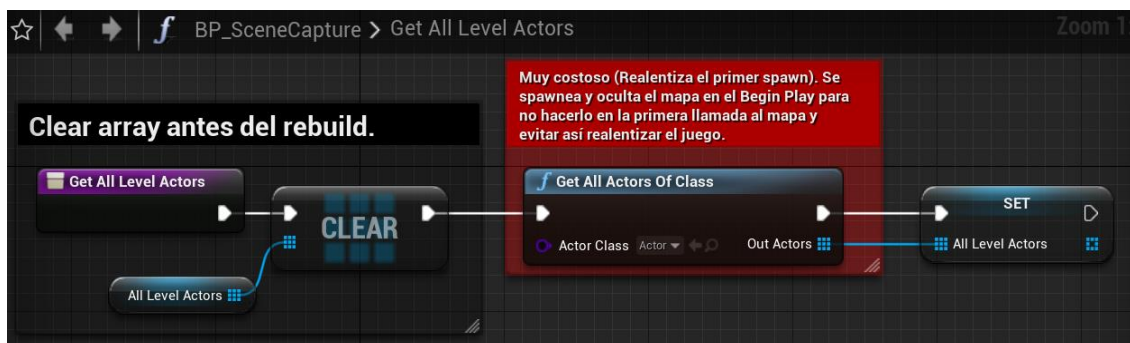 f BP_SceneCapture > Get All Level Actors
Zoom 1
Muy costoso (Realentiza el primer spawn). Se
spawnea y oculta el mapa en el Begin Play para
no hacerlo en la primera llamada al mapa y
evitar así realentizar el juego.
Clear array antes del rebuild.
Get All Level Actors
CLEAR
All Level Actors
f Get All Actors Of Class
Actor Class Actor Out Actors
SET
All Level Actors